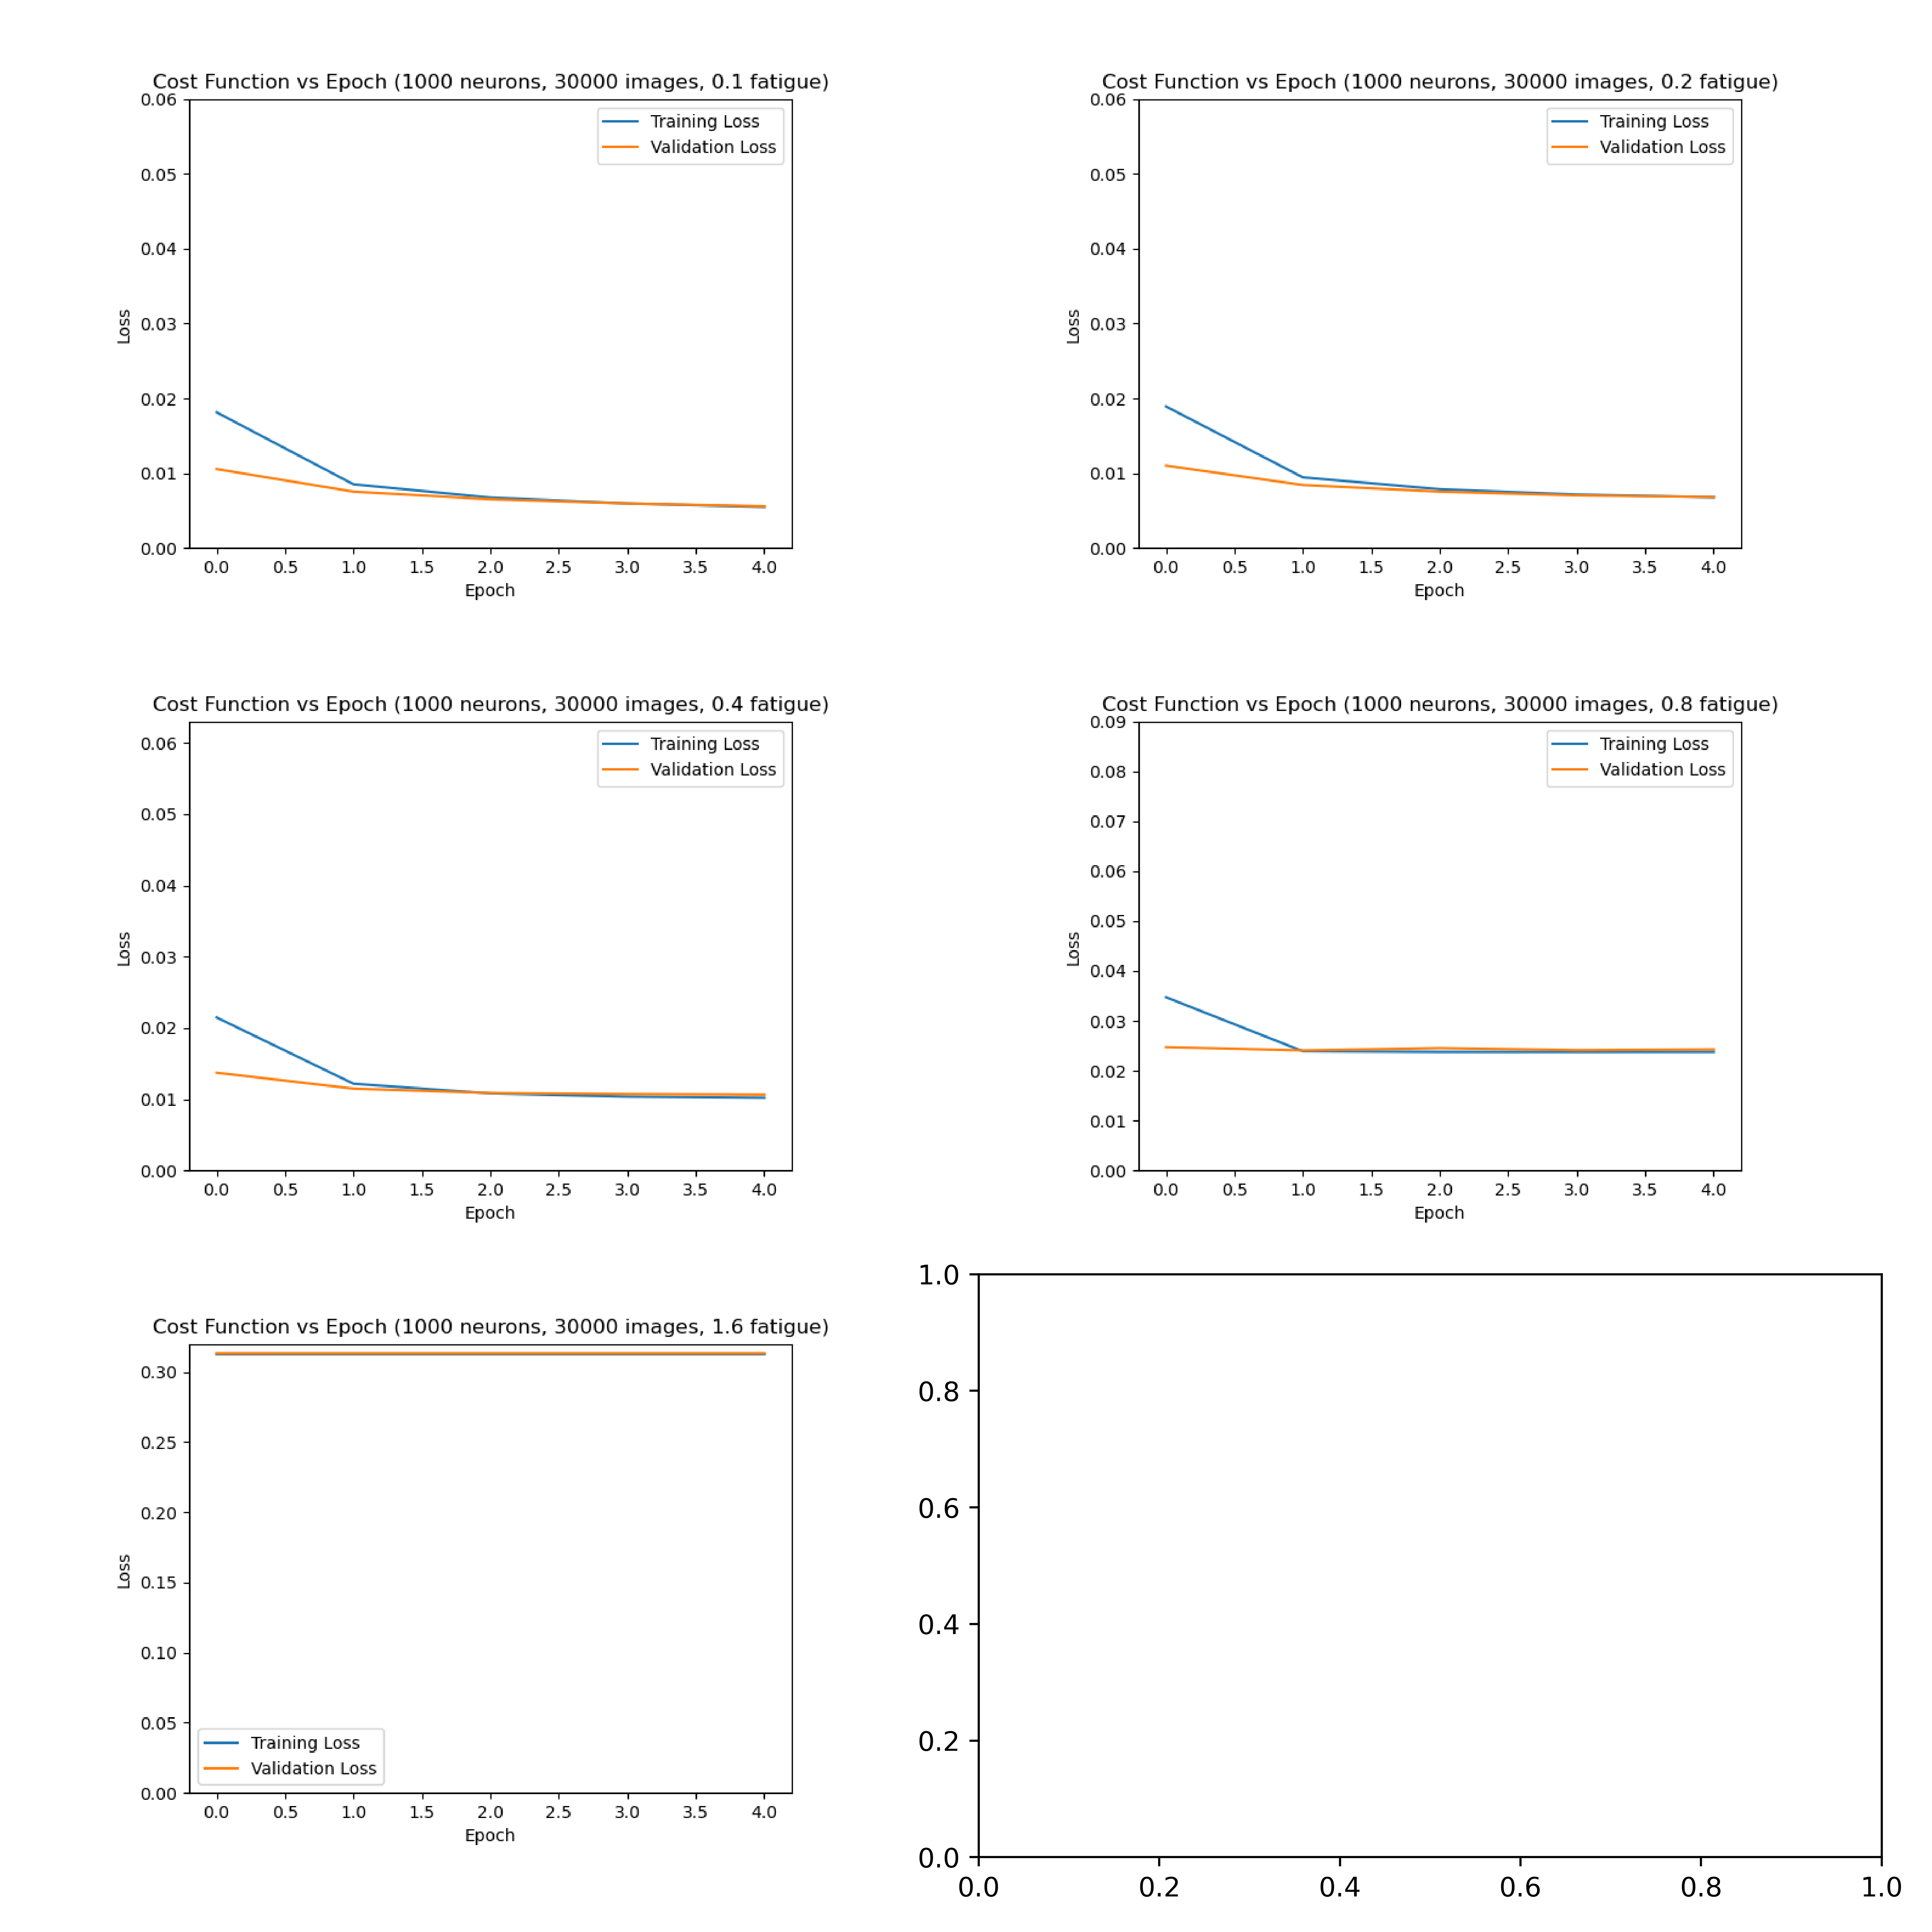 Cost Function vs Epoch (1000 neurons, 30000 images, 0.1 fatigue)
0.06
0.05
0.04
0.03
0.02
0.01
0.00
Loss
Training Loss
Validation Loss
0.0 0.5 1.0 1.5 2.0 2.5 3.0 3.5 4.0
Epoch
Cost Function vs Epoch (1000 neurons, 30000 images, 0.2 fatigue)
0.06
0.05
0.04
0.03
0.02
0.01
0.00
Loss
Training Loss
Validation Loss
0.0 0.5 1.0 1.5 2.0 2.5 3.0 3.5 4.0
Epoch
Cost Function vs Epoch (1000 neurons, 30000 images, 0.4 fatigue)
0.06
0.05
0.04
0.03
0.02
0.01
0.00
Loss
Training Loss
Validation Loss
0.0 0.5 1.0 1.5 2.0 2.5 3.0 3.5 4.0
Epoch
Cost Function vs Epoch (1000 neurons, 30000 images, 0.8 fatigue)
0.09
0.08
0.07
0.06
0.05
0.04
0.03
0.02
0.01
0.00
Loss
Training Loss
Validation Loss
0.0 0.5 1.0 1.5 2.0 2.5 3.0 3.5 4.0
Epoch
Cost Function vs Epoch (1000 neurons, 30000 images, 1.6 fatigue)
0.30
0.25
0.20
0.15
0.10
0.05
0.00
Loss
Training Loss
Validation Loss
0.0 0.5 1.0 1.5 2.0 2.5 3.0 3.5 4.0
Epoch
1.0
0.8
0.6
0.4
0.2
0.0
0.0 0.2 0.4 0.6 0.8 1.0